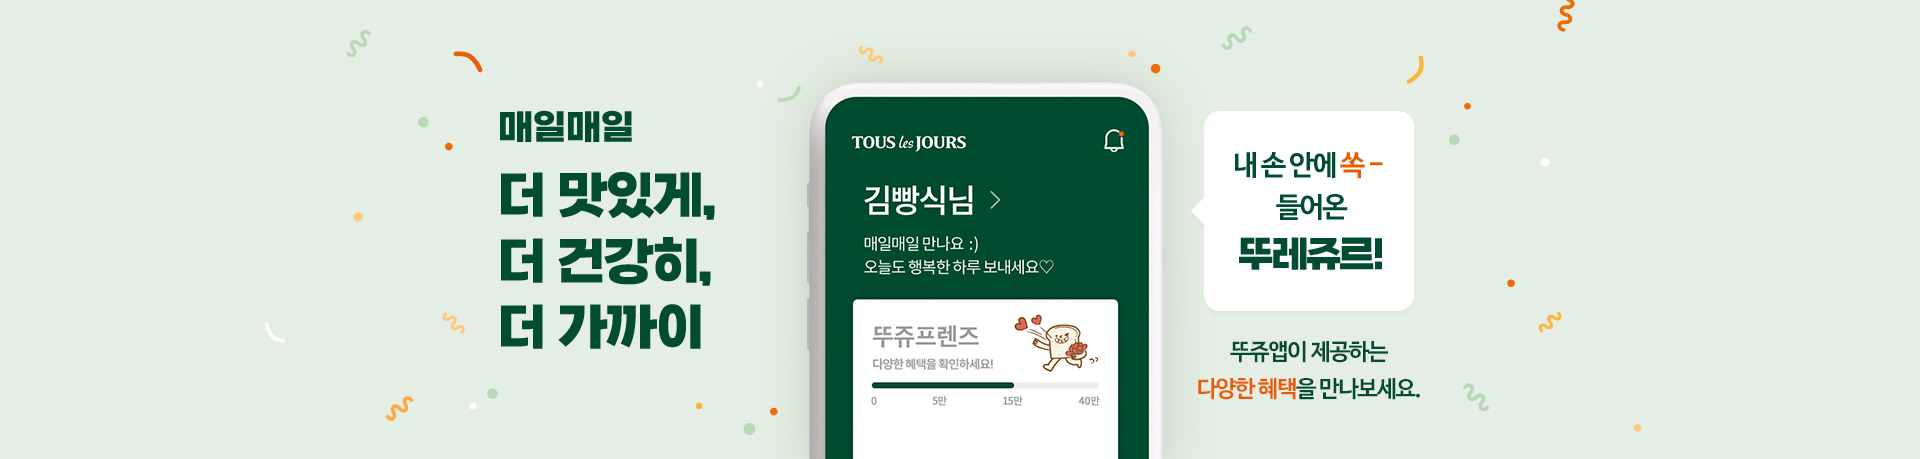 매일매일
더 맛있게,
더 건강히,
더 가까이
TOUS les JOURS
김빵식님 >
매일매일 만나요 :)
오늘도 행복한 하루 보내세요♡
뚜쥬프렌즈
다양한 혜택을 확인하세요!
0 5만 15만 40만
내 손 안에 쏙 –
들어온
뚜레쥬르!
뚜쥬앱이 제공하는
다양한 혜택을 만나보세요.